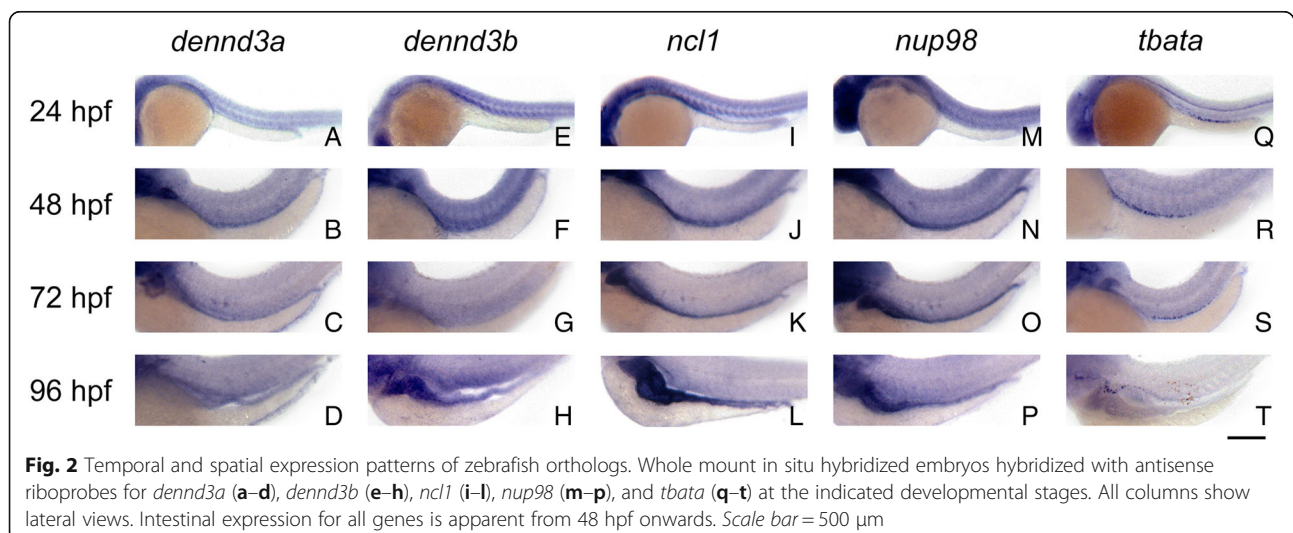 dennd3a dennd3b ncl1 nup98 tbata
24 hpf A E I M Q
48 hpf B F J N R
72 hpf C G K O S
96 hpf D H L P T
Fig. 2 Temporal and spatial expression patterns of zebrafish orthologs. Whole mount in situ hybridized embryos hybridized with antisense
riboprobes for dennd3a (a–d), dennd3b (e–h), ncl1 (i–l), nup98 (m–p), and tbata (q–t) at the indicated developmental stages. All columns show
lateral views. Intestinal expression for all genes is apparent from 48 hpf onwards. Scale bar = 500 μm